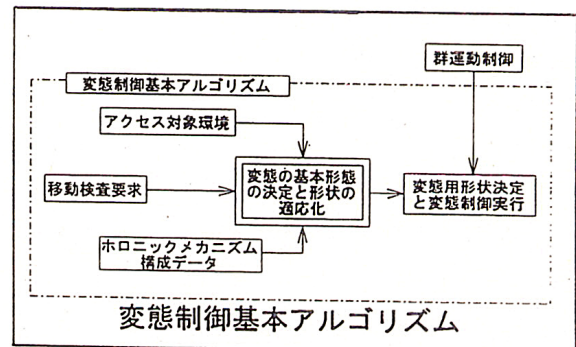 群運動制御
変態制御基本アルゴリズム
アクセス対象環境
移動検査要求
変態の基本形態
の決定と形状の
適応化
変態用形状決定
と変態制御実行
ホロニックメカニズム
構成データ
変態制御基本アルゴリズム